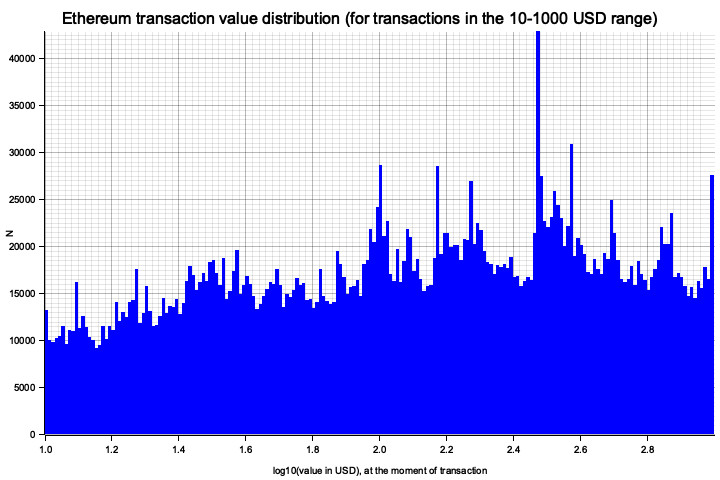 Ethereum transaction value distribution (for transactions in the 10-1000 USD range)
40000
35000
30000
25000
N
20000
15000
10000
5000
0
1.0 1.2 1.4 1.6 1.8 2.0 2.2 2.4 2.6 2.8
log10(value in USD), at the moment of transaction